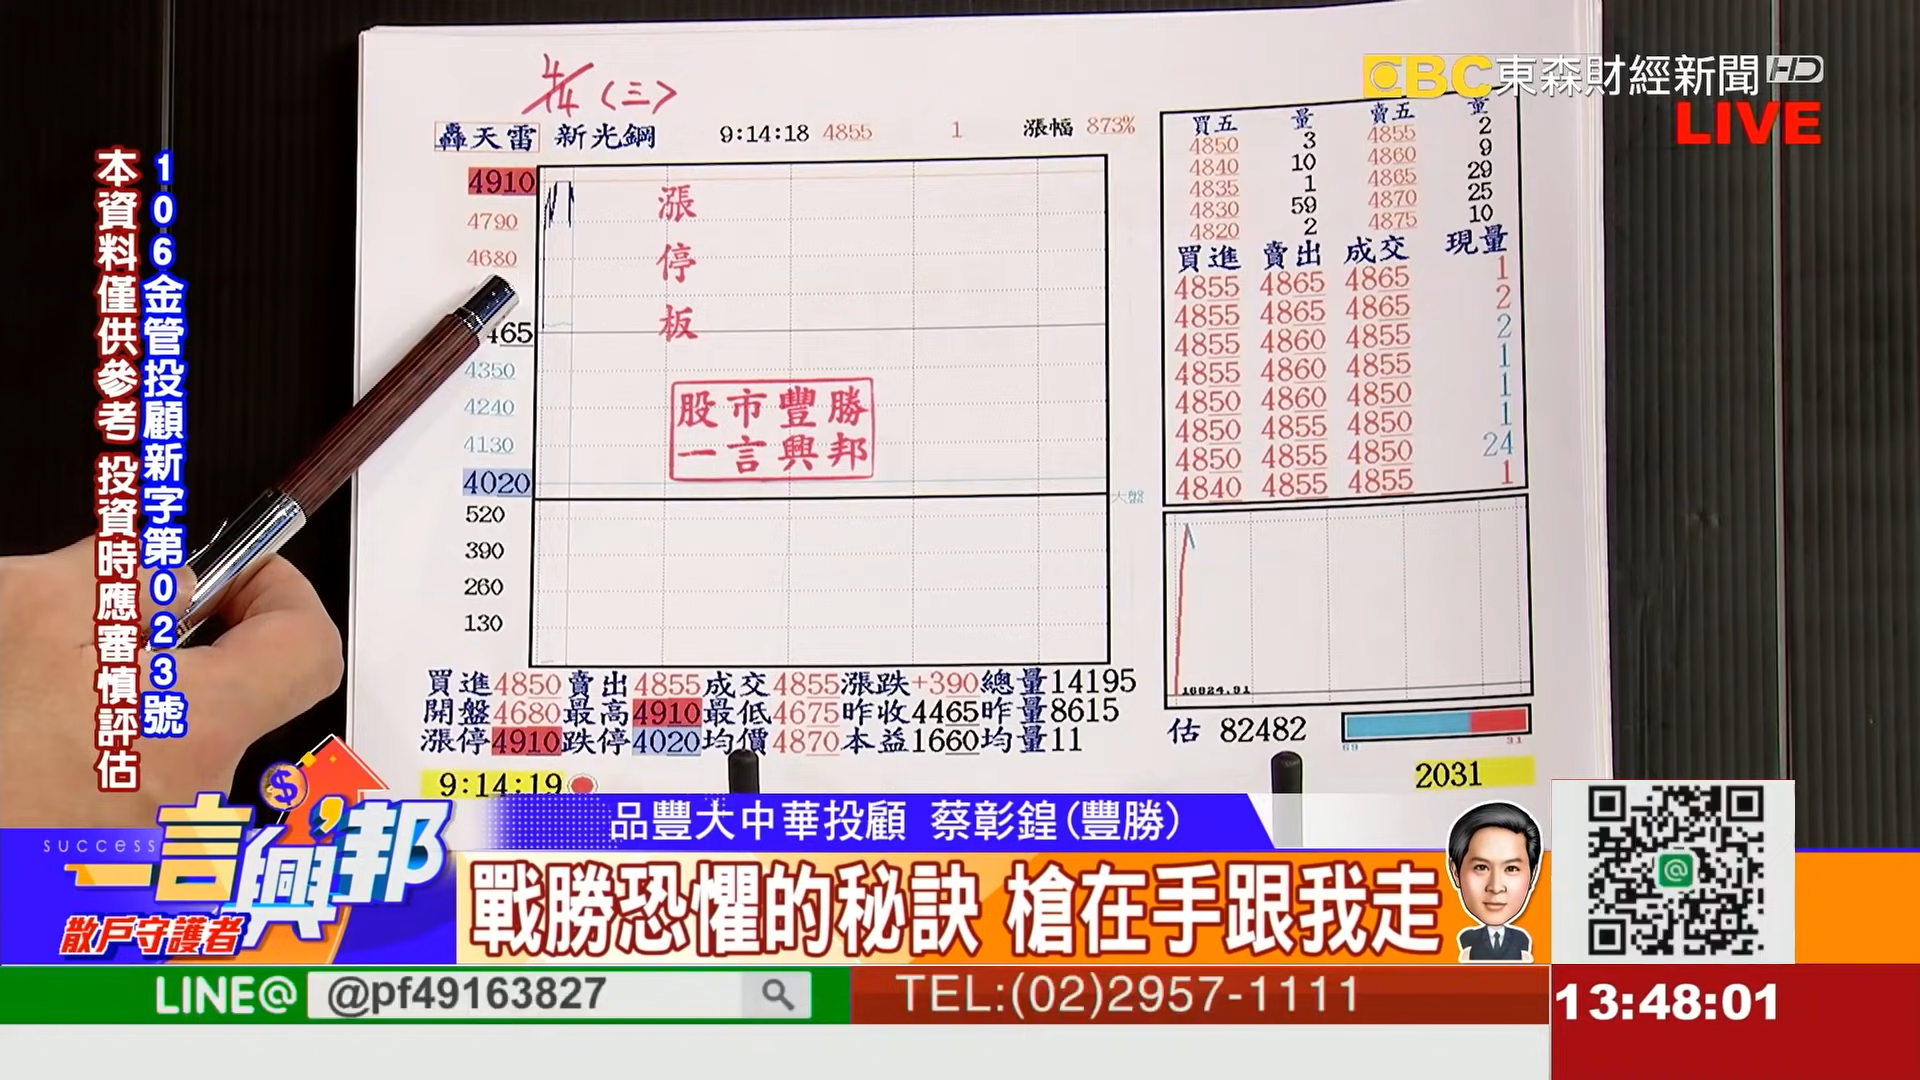 4/14 (三)
轟天雷 新光鋼 9:14:18 4855 1 漲幅 873%
EBC東森財經新聞HD
LIVE
106金管投顧新字第023號
本資料僅供參考 投資時應審慎評估
4910
4790
4680
465
4350
4240
4130
4020
520
390
260
130
漲停板
股市豐勝
一言興邦
大盤
買五 量 賣五 量
4850 3 4855 2
4840 10 4860 9
4835 1 4865 29
4830 59 4870 25
4820 2 4875 10
買進 賣出 成交 現量
4855 4865 4865 1
4855 4865 4865 2
4855 4860 4855 2
4855 4860 4855 1
4850 4860 4850 1
4850 4855 4850 1
4850 4855 4850 24
4840 4855 4855 1
16824.91
估 82482
69 31
買進4850賣出4855成交4855漲跌+390總量14195
開盤4680最高4910最低4675昨收4465昨量8615
漲停4910跌停4020均價4870本益1660均量11
9:14:19
2031
品豐大中華投顧 蔡彰鍠(豐勝)
success
一言興邦
散戶守護者
戰勝恐懼的秘訣 槍在手跟我走
LINE@ @pf49163827
TEL:(02)2957-1111
13:48:01